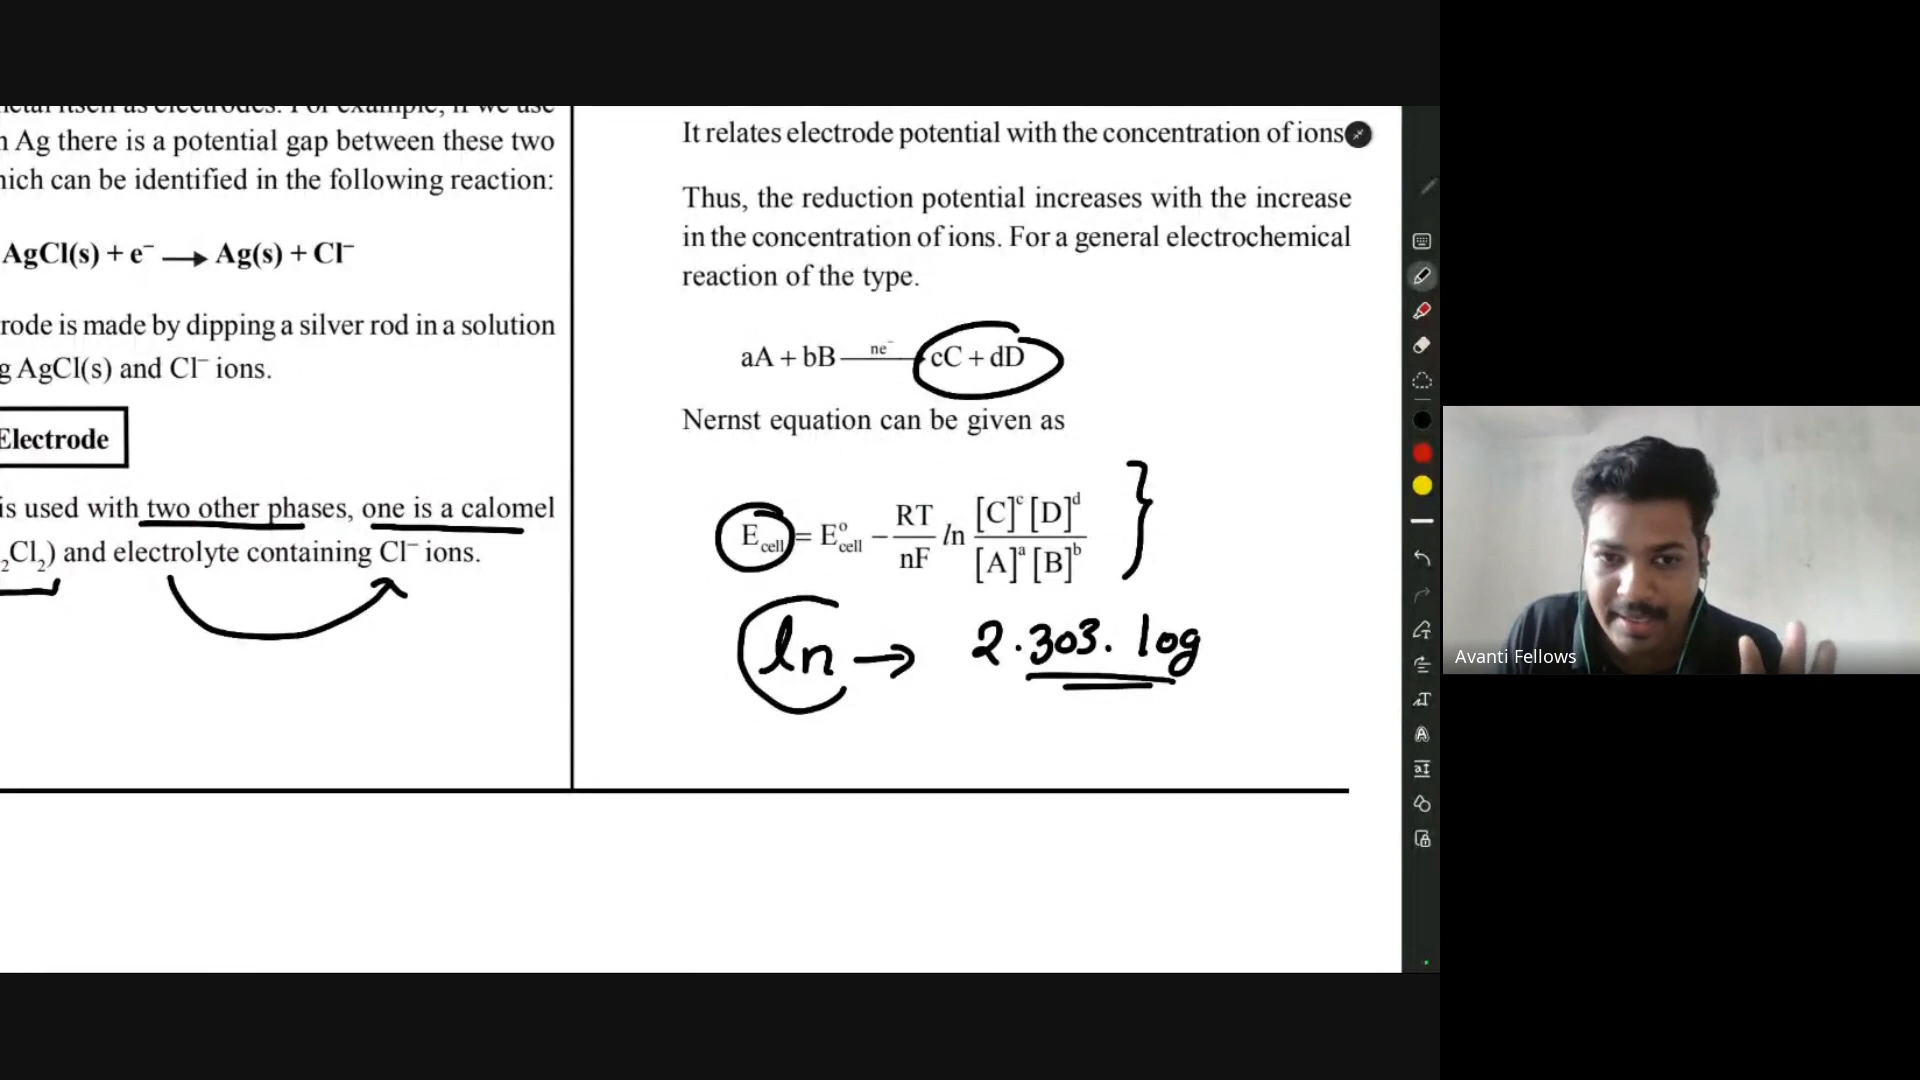 n Ag there is a potential gap between these two
hich can be identified in the following reaction:
AgCl(s) + e⁻ ⟶ Ag(s) + Cl⁻
rode is made by dipping a silver rod in a solution
g AgCl(s) and Cl⁻ ions.
Electrode
is used with two other phases, one is a calomel
₂Cl₂) and electrolyte containing Cl⁻ ions.
It relates electrode potential with the concentration of ions
Thus, the reduction potential increases with the increase
in the concentration of ions. For a general electrochemical
reaction of the type.
aA + bB —ne⁻→ cC + dD
Nernst equation can be given as
E_cell = E°_cell − RT/nF ln [C]ᶜ [D]ᵈ / [A]ᵃ [B]ᵇ
ln → 2.303. log
Avanti Fellows